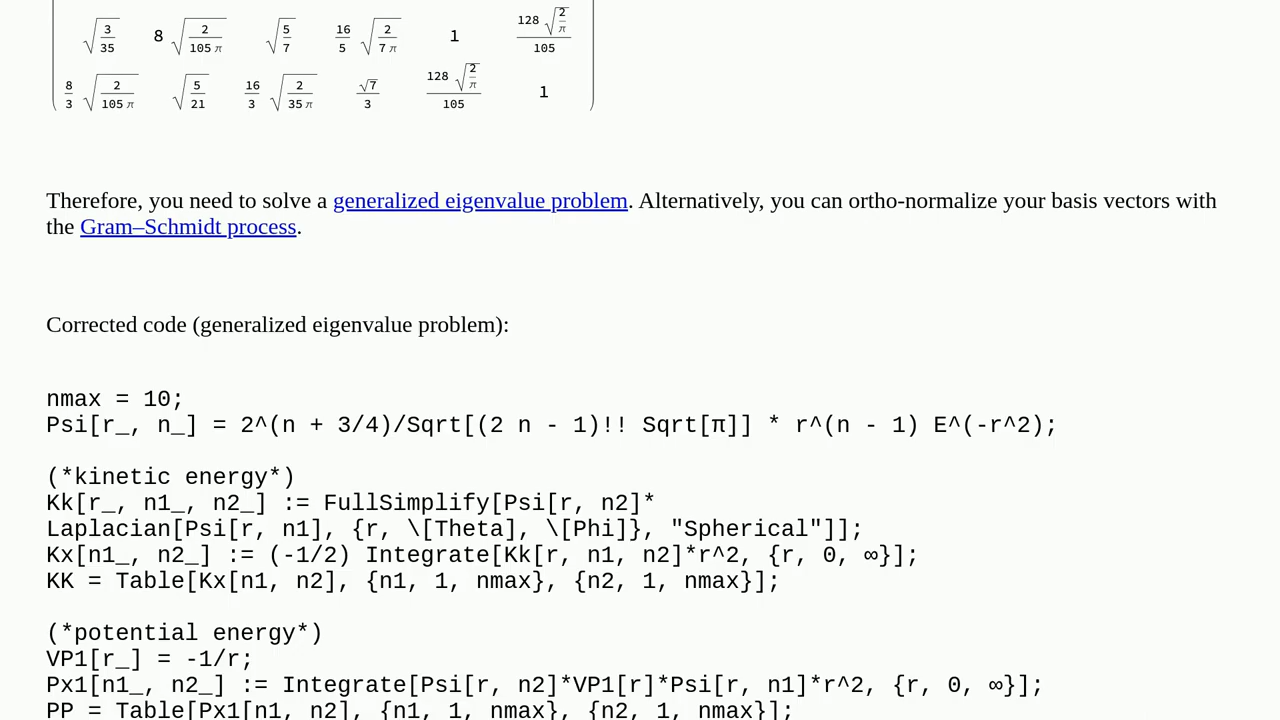 √(3/35) 8 √(2/(105 π)) √(5/7) 16/5 √(2/(7 π)) 1 128 √(2/π)/105
8/3 √(2/(105 π)) √(5/21) 16/3 √(2/(35 π)) √7/3 128 √(2/π)/105 1
Therefore, you need to solve a generalized eigenvalue problem. Alternatively, you can ortho-normalize your basis vectors with
the Gram–Schmidt process.
Corrected code (generalized eigenvalue problem):
nmax = 10;
Psi[r_, n_] = 2^(n + 3/4)/Sqrt[(2 n - 1)!! Sqrt[π]] * r^(n - 1) E^(-r^2);
(*kinetic energy*)
Kk[r_, n1_, n2_] := FullSimplify[Psi[r, n2]*
Laplacian[Psi[r, n1], {r, \[Theta], \[Phi]}, "Spherical"]];
Kx[n1_, n2_] := (-1/2) Integrate[Kk[r, n1, n2]*r^2, {r, 0, ∞}];
KK = Table[Kx[n1, n2], {n1, 1, nmax}, {n2, 1, nmax}];
(*potential energy*)
VP1[r_] = -1/r;
Px1[n1_, n2_] := Integrate[Psi[r, n2]*VP1[r]*Psi[r, n1]*r^2, {r, 0, ∞}];
PP = Table[Px1[n1, n2], {n1, 1, nmax}, {n2, 1, nmax}];